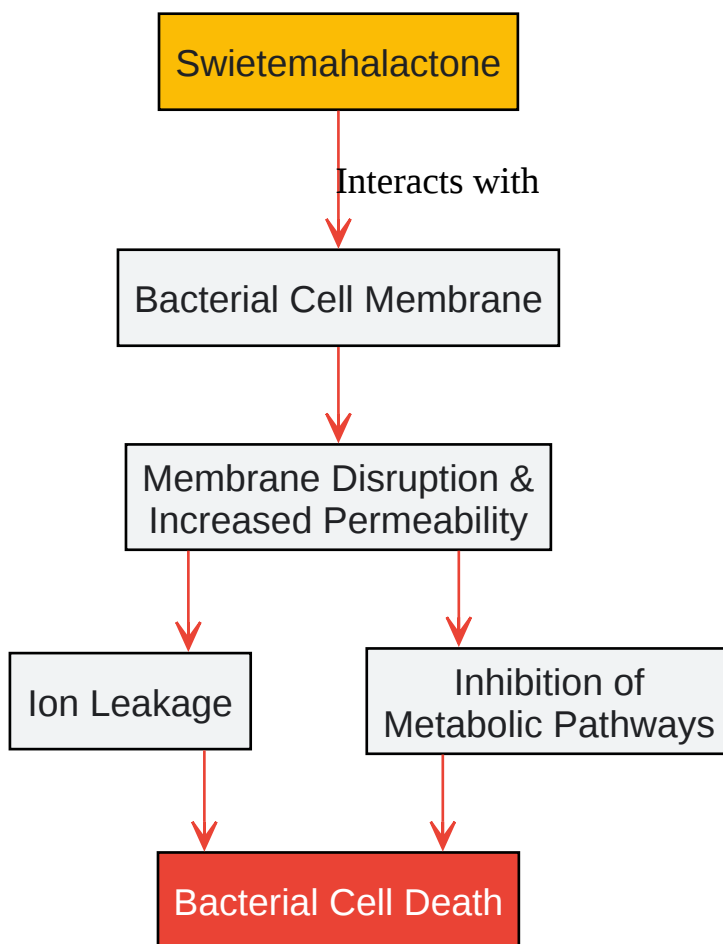 Swietemahalactone
Interacts with
Bacterial Cell Membrane
Membrane Disruption &
Increased Permeability
Ion Leakage
Inhibition of
Metabolic Pathways
Bacterial Cell Death